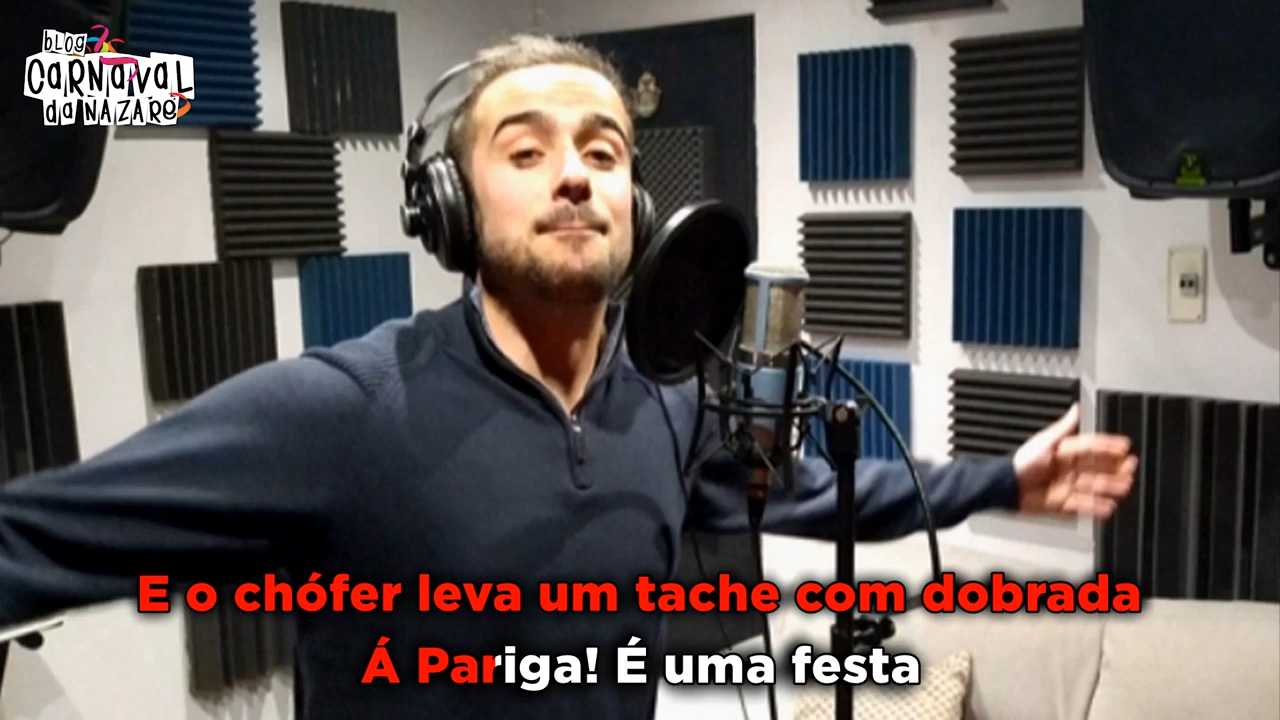 BLOG
CARNAVAL
da NAZARÉ
E o chófer leva um tache com dobrada
Á Pariga! É uma festa